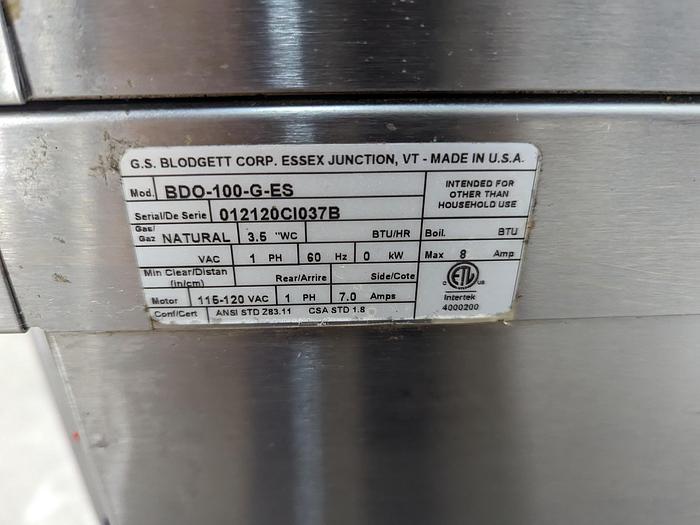 G.S. BLODGETT CORP. ESSEX JUNCTION, VT - MADE IN U.S.A.
Mod. BDO-100-G-ES
INTENDED FOR
OTHER THAN
HOUSEHOLD USE
Serial/De Serie 012120CI037B
Gas/
Gaz NATURAL 3.5 "WC BTU/HR Boil. BTU
VAC 1 PH 60 Hz 0 kW Max 8 Amp
Min Clear/Distan
(in/cm) Rear/Arrire Side/Cote
Motor 115-120 VAC 1 PH 7.0 Amps
Conf/Cert ANSI STD Z83.11 CSA STD 1.8
C ETL US
Intertek
4000200